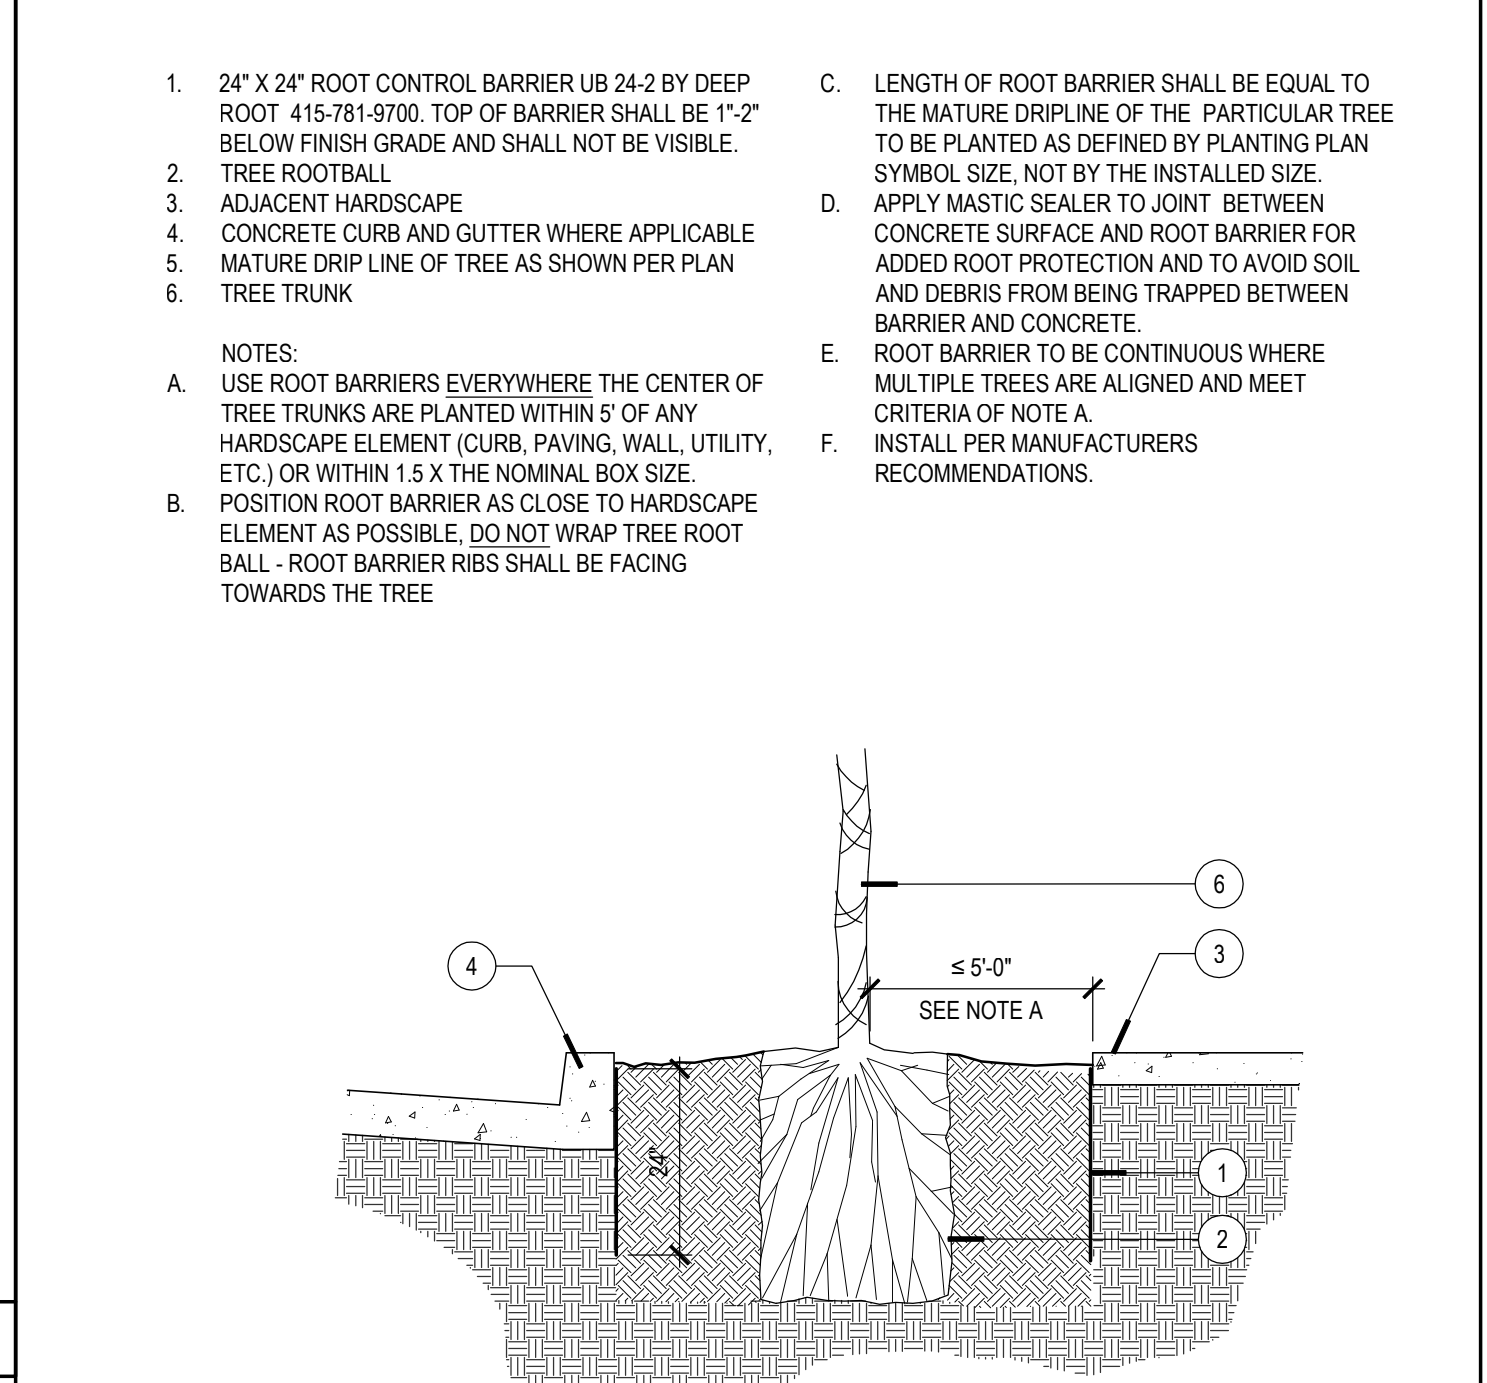 1. 24" X 24" ROOT CONTROL BARRIER UB 24-2 BY DEEP
ROOT 415-781-9700. TOP OF BARRIER SHALL BE 1"-2"
BELOW FINISH GRADE AND SHALL NOT BE VISIBLE.
2. TREE ROOTBALL
3. ADJACENT HARDSCAPE
4. CONCRETE CURB AND GUTTER WHERE APPLICABLE
5. MATURE DRIP LINE OF TREE AS SHOWN PER PLAN
6. TREE TRUNK
NOTES:
A. USE ROOT BARRIERS EVERYWHERE THE CENTER OF
TREE TRUNKS ARE PLANTED WITHIN 5' OF ANY
HARDSCAPE ELEMENT (CURB, PAVING, WALL, UTILITY,
ETC.) OR WITHIN 1.5 X THE NOMINAL BOX SIZE.
B. POSITION ROOT BARRIER AS CLOSE TO HARDSCAPE
ELEMENT AS POSSIBLE, DO NOT WRAP TREE ROOT
BALL - ROOT BARRIER RIBS SHALL BE FACING
TOWARDS THE TREE
C. LENGTH OF ROOT BARRIER SHALL BE EQUAL TO
THE MATURE DRIPLINE OF THE PARTICULAR TREE
TO BE PLANTED AS DEFINED BY PLANTING PLAN
SYMBOL SIZE, NOT BY THE INSTALLED SIZE.
D. APPLY MASTIC SEALER TO JOINT BETWEEN
CONCRETE SURFACE AND ROOT BARRIER FOR
ADDED ROOT PROTECTION AND TO AVOID SOIL
AND DEBRIS FROM BEING TRAPPED BETWEEN
BARRIER AND CONCRETE.
E. ROOT BARRIER TO BE CONTINUOUS WHERE
MULTIPLE TREES ARE ALIGNED AND MEET
CRITERIA OF NOTE A.
F. INSTALL PER MANUFACTURERS
RECOMMENDATIONS.
6
3
4
≤ 5'-0"
SEE NOTE A
24"
1
2